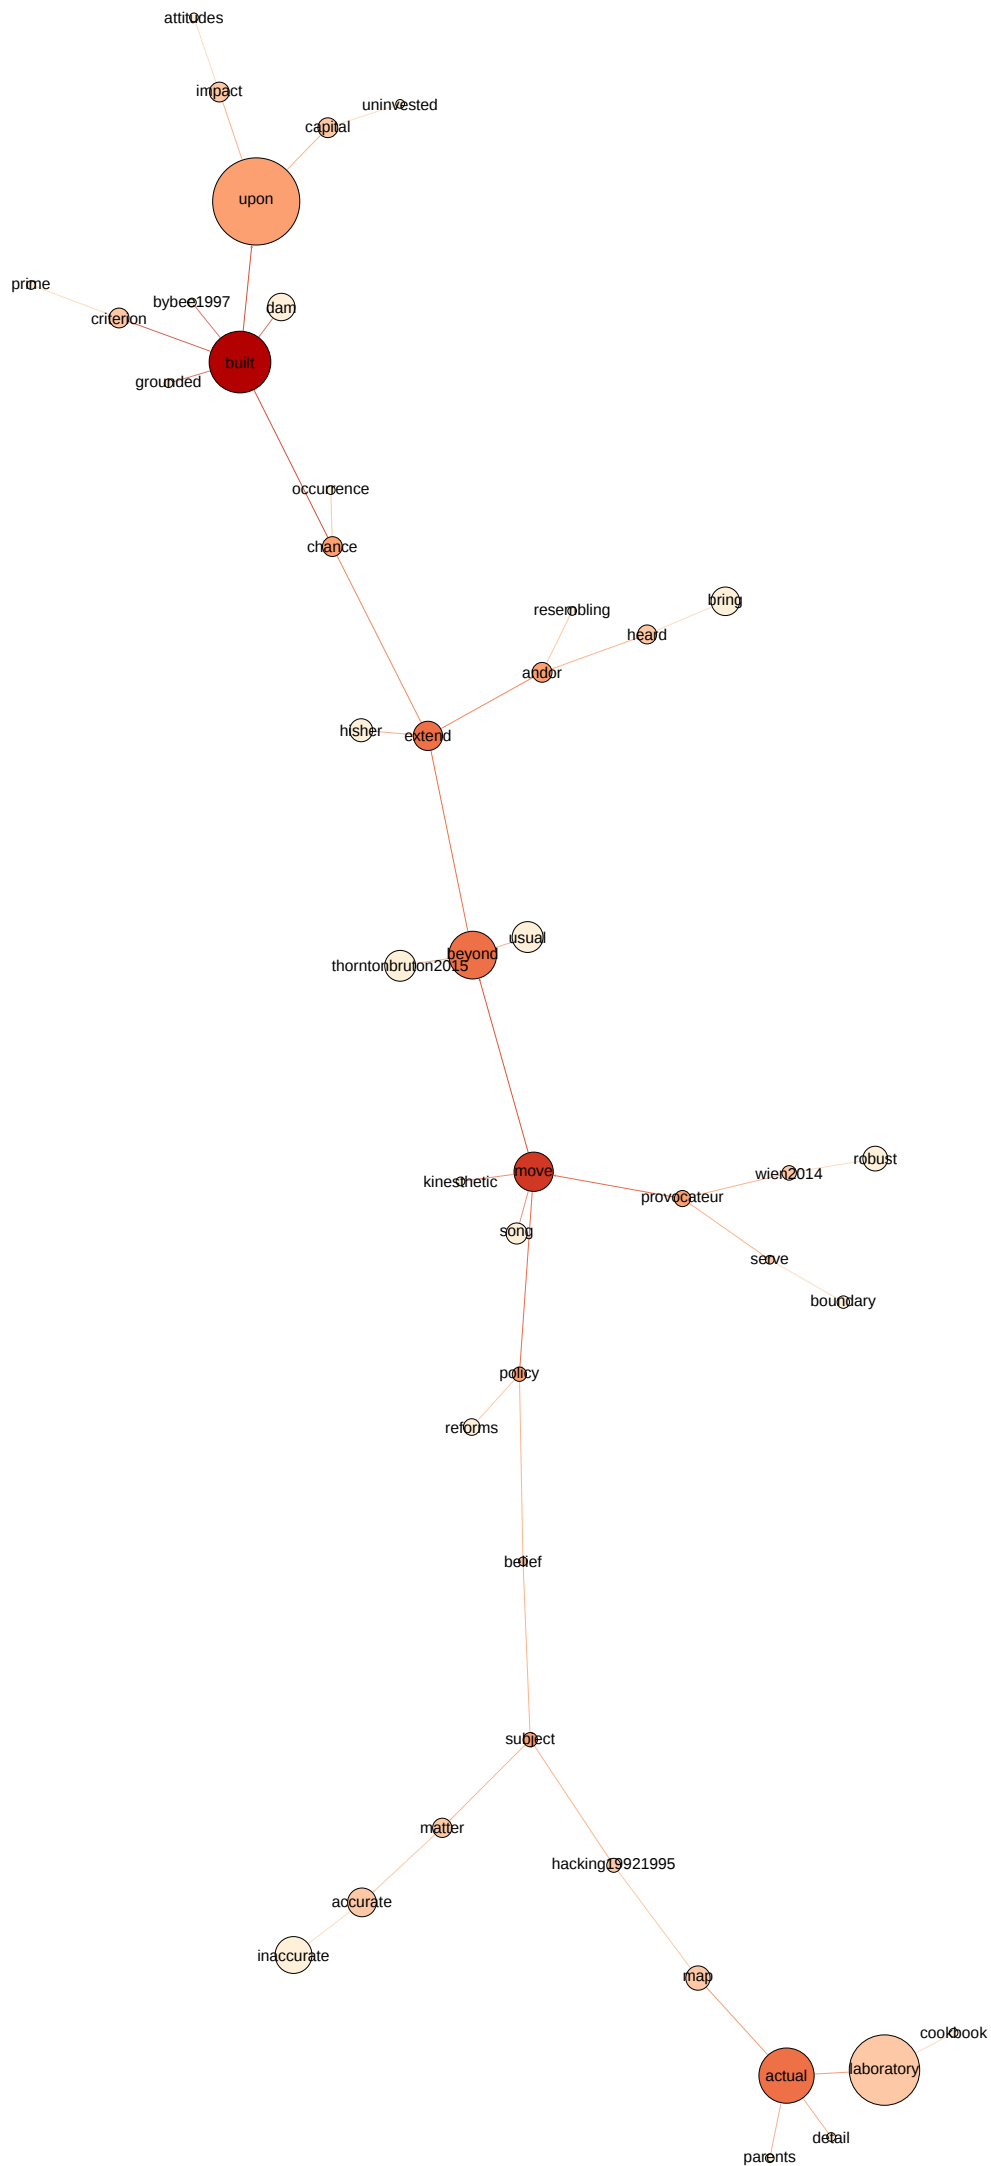 attitudes
impact
uninvested
capital
upon
prime
bybee1997
dam
criterion
built
grounded
occurrence
chance
bring
resembling
heard
andor
hisher
extend
usual
beyond
thorntonbruton2015
robust
move
wien2014
kinesthetic
provocateur
song
serve
boundary
policy
reforms
belief
subject
matter
hacking19921995
accurate
inaccurate
map
cookbook
laboratory
actual
detail
parents